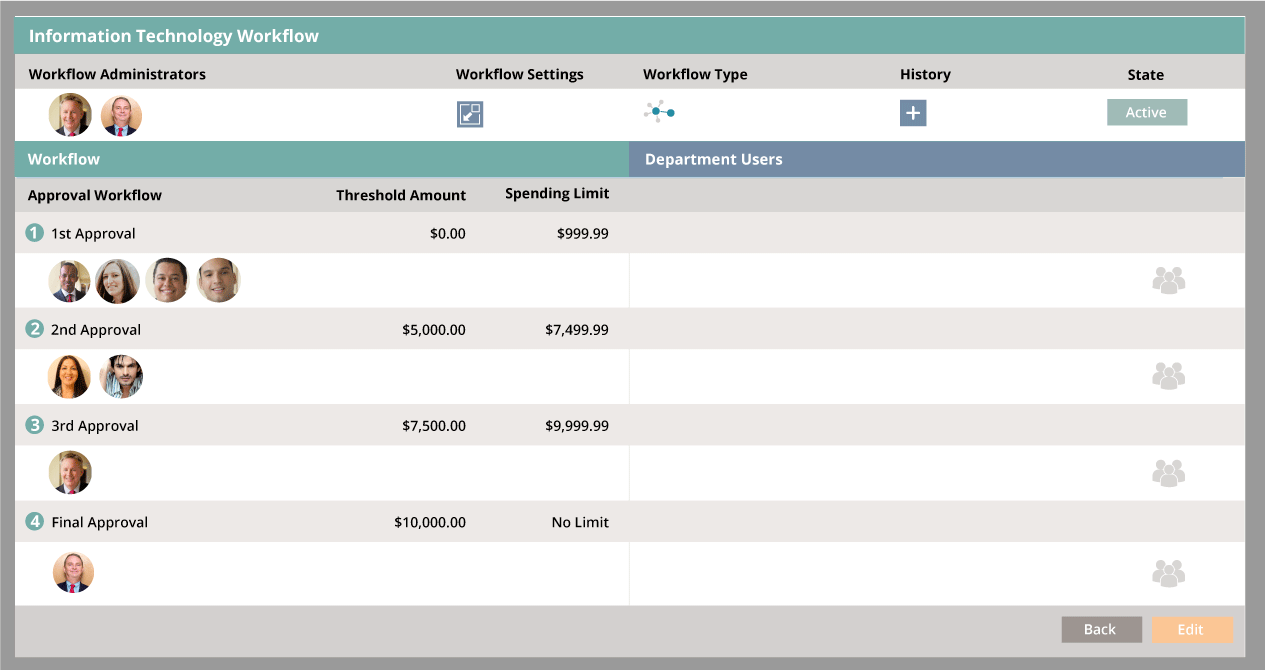 Information Technology Workflow
Workflow Administrators Workflow Settings Workflow Type History State
Active
Workflow Department Users
Approval Workflow Threshold Amount Spending Limit
1 1st Approval $0.00 $999.99
2 2nd Approval $5,000.00 $7,499.99
3 3rd Approval $7,500.00 $9,999.99
4 Final Approval $10,000.00 No Limit
Back Edit